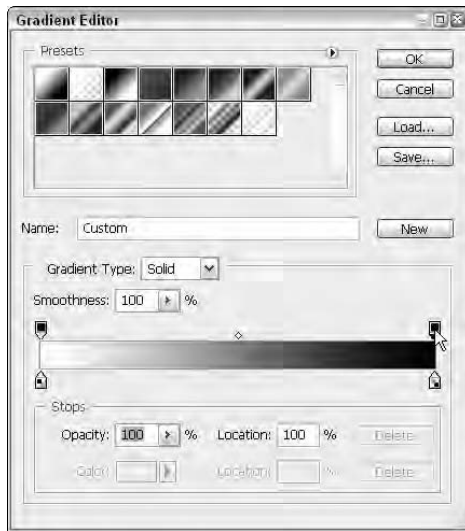 Gradient Editor
Presets
OK
Cancel
Load...
Save...
Name: Custom
New
Gradient Type: Solid
Smoothness: 100 %
Stops
Opacity: 100 % Location: 100 % Delete
Color: Location: % Delete